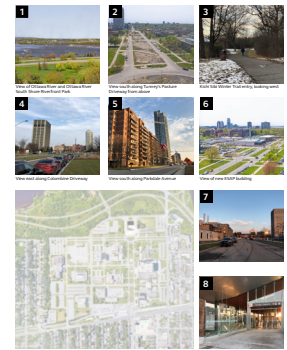 1
2
3
View of Ottawa River and Ottawa River
South Shore Riverfront Park
View south along Tunney's Pasture
Driveway from above
Kichi Sibi Winter Trail entry, looking west
4
5
6
View east along Colombine Driveway
View south along Parkdale Avenue
View of new ESAP building
7
8